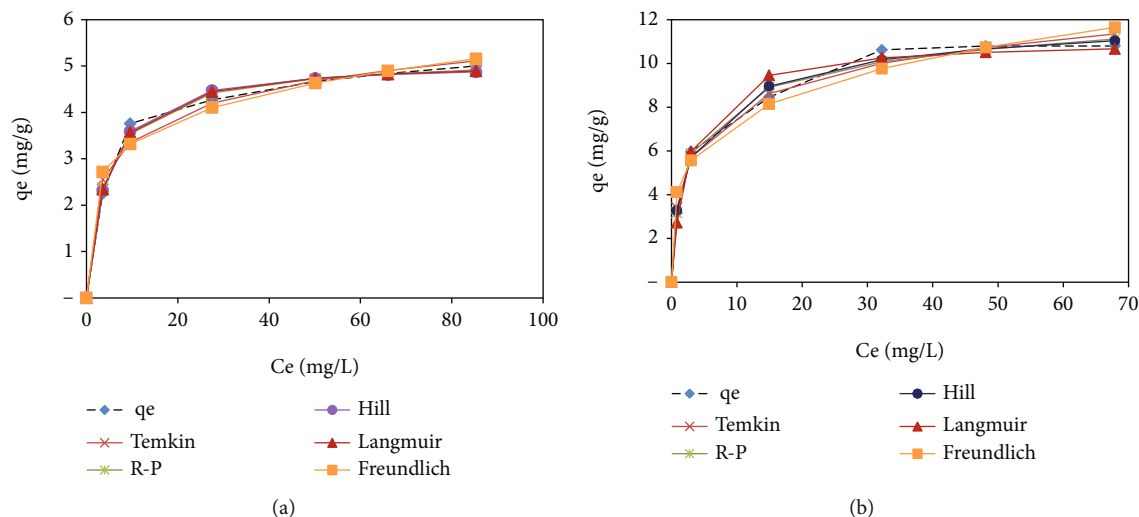 6
5
4
3
2
1
–
qe (mg/g)
0 20 40 60 80 100
Ce (mg/L)
qe
Hill
Temkin
Langmuir
R-P
Freundlich
(a)
12
10
8
6
4
2
–
qe (mg/g)
0 10 20 30 40 50 60 70
Ce (mg/L)
qe
Hill
Temkin
Langmuir
R-P
Freundlich
(b)